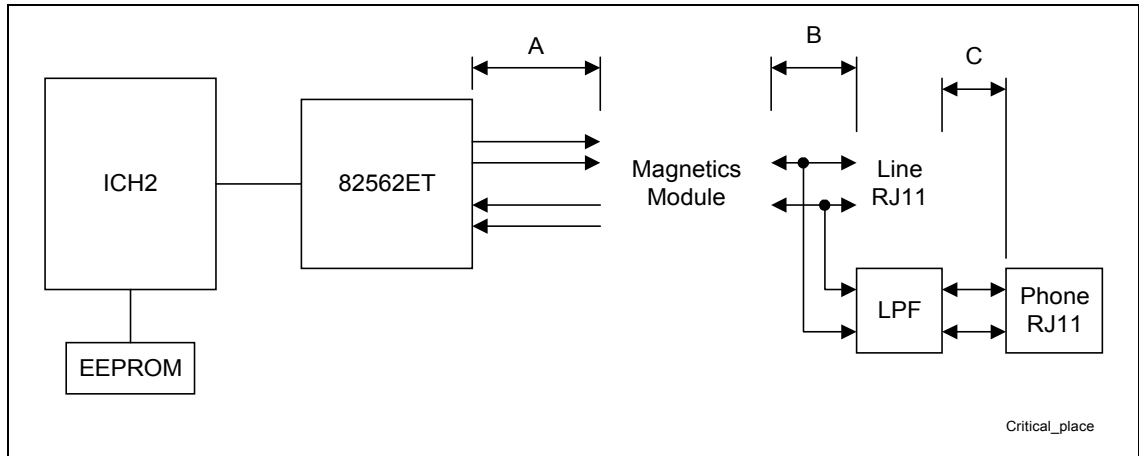 A
B
C
ICH2
82562ET
Magnetics
Module
Line
RJ11
LPF
Phone
RJ11
EEPROM
Critical_place